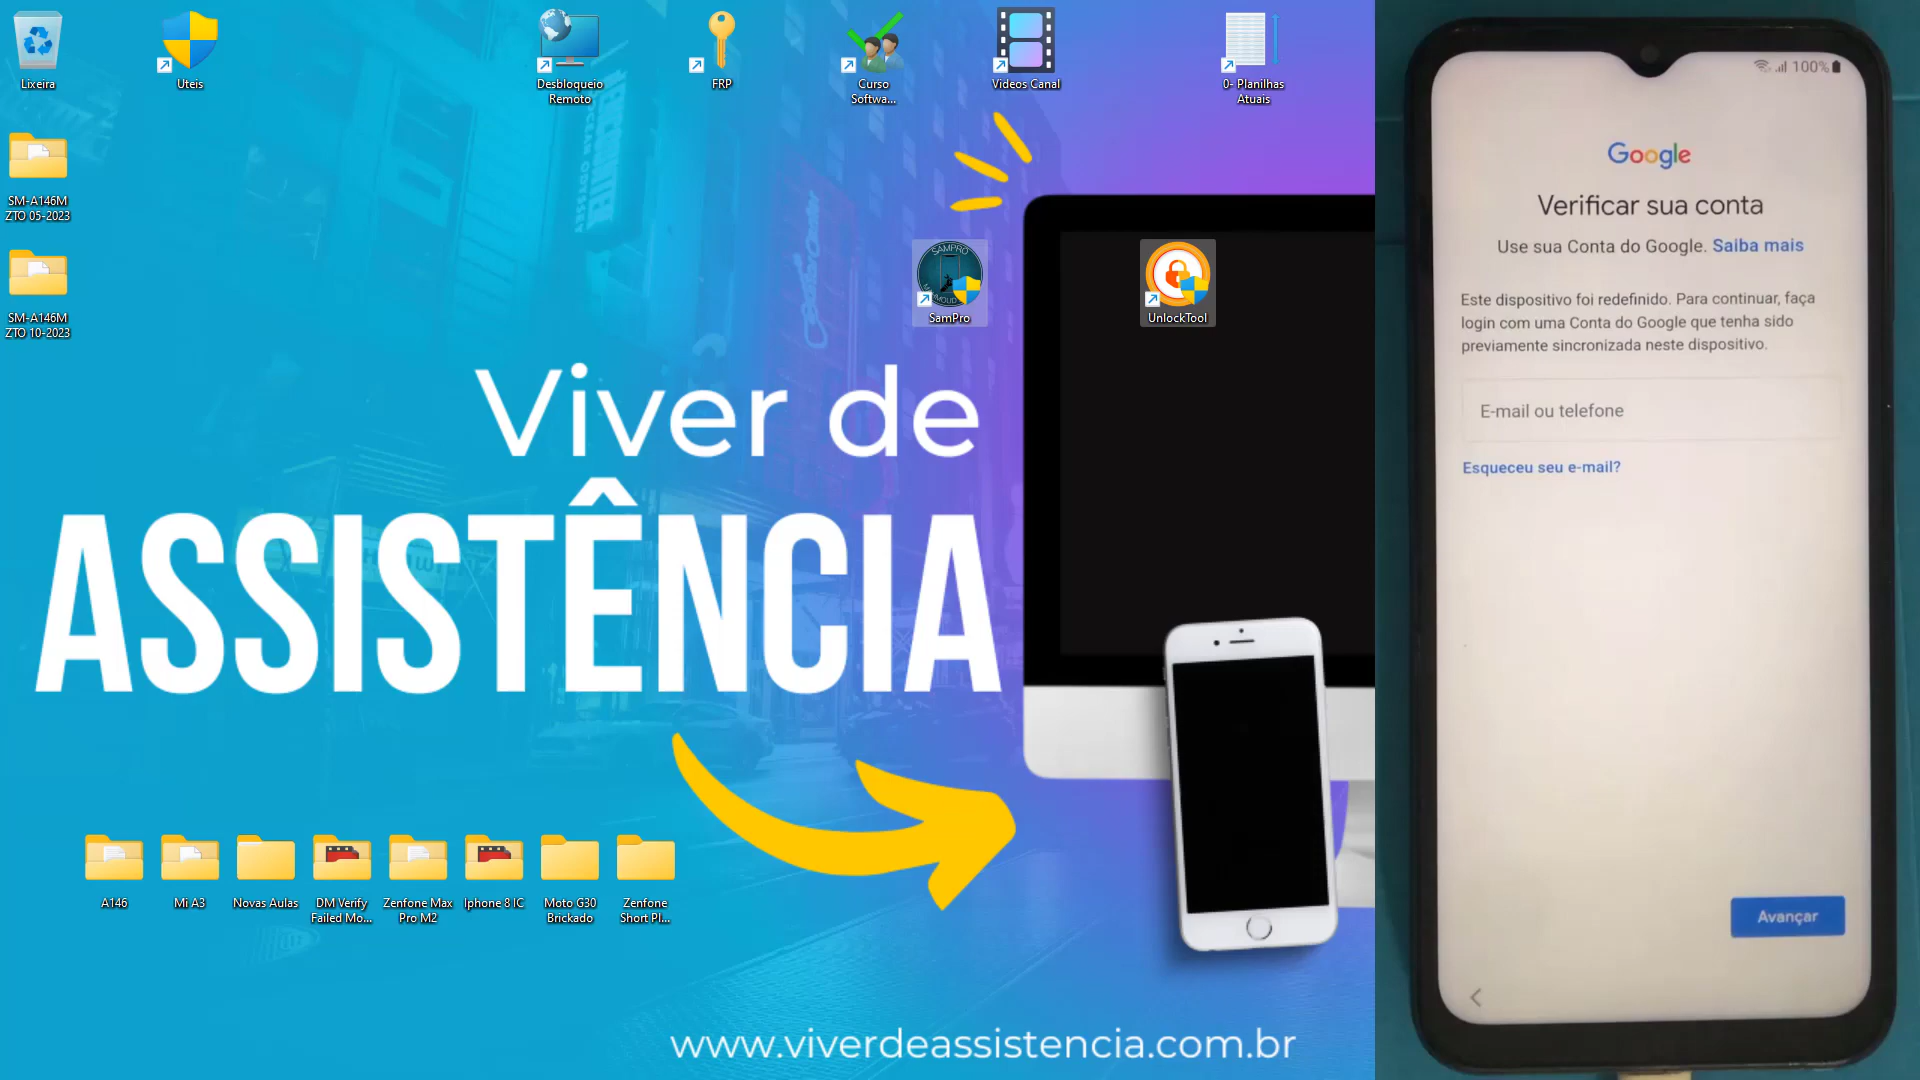 Lixeira
Uteis
Desbloqueio
Remoto
FRP
Curso
Softwa...
Videos Canal
0- Planilhas
Atuais
SM-A146M
ZTO 05-2023
SM-A146M
ZTO 10-2023
SAMPRO
SamPro
UnlockTool
Viver de
ASSISTÊNCIA
A146
Mi A3
Novas Aulas
DM Verify
Failed Mo...
Zenfone Max
Pro M2
Iphone 8 IC
Moto G30
Brickado
Zenfone
Short Pl...
www.viverdeassistencia.com.br
100%
Google
Verificar sua conta
Use sua Conta do Google. Saiba mais
Este dispositivo foi redefinido. Para continuar, faça
login com uma Conta do Google que tenha sido
previamente sincronizada neste dispositivo.
E-mail ou telefone
Esqueceu seu e-mail?
Avançar